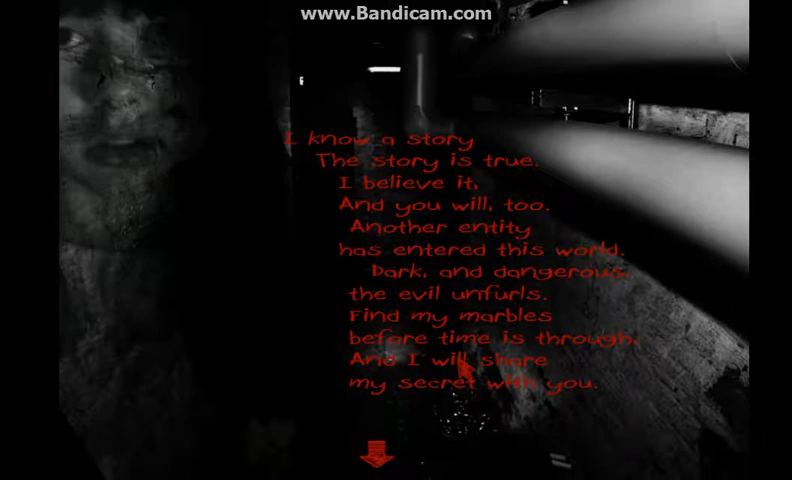 www.Bandicam.com
I know a story
The story is true.
I believe it.
And you will, too.
Another entity
has entered this world.
Dark, and dangerous,
the evil unfurls.
Find my marbles
before time is through,
And I will share
my secret with you.